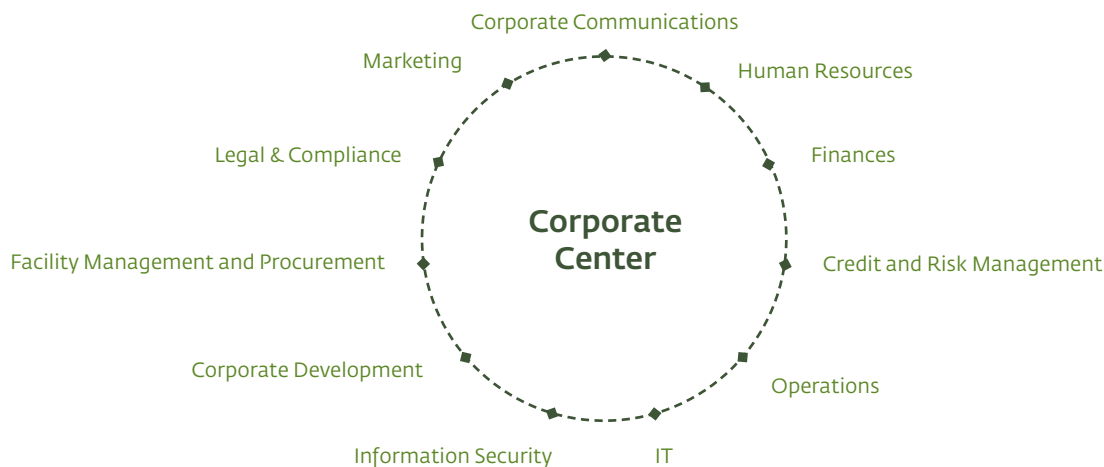 Corporate Communications
Marketing
Human Resources
Legal & Compliance
Finances
Corporate
Center
Facility Management and Procurement
Credit and Risk Management
Corporate Development
Operations
Information Security
IT